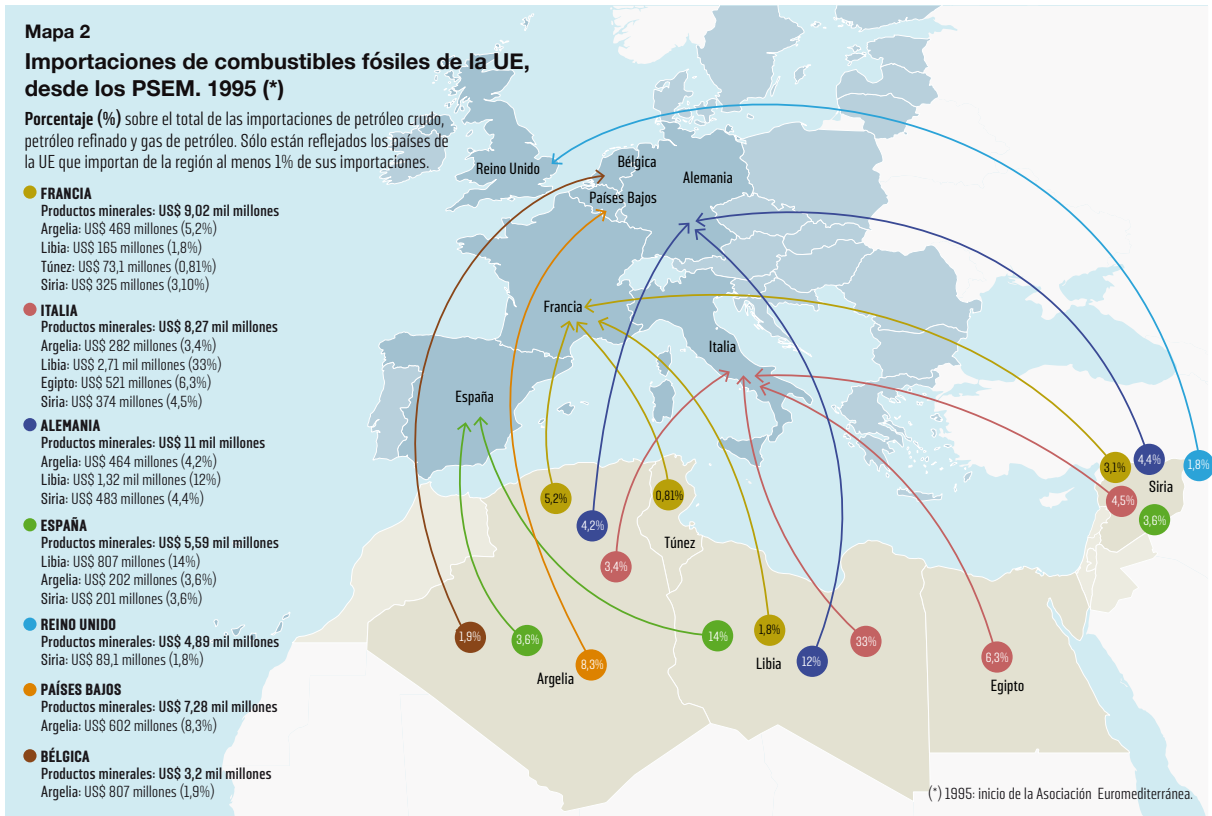 Mapa 2
Importaciones de combustibles fósiles de la UE,
desde los PSEM. 1995 (*)
Porcentaje (%) sobre el total de las importaciones de petróleo crudo,
petróleo refinado y gas de petróleo. Sólo están reflejados los países de
la UE que importan de la región al menos 1% de sus importaciones.
FRANCIA
Productos minerales: US$ 9,02 mil millones
Argelia: US$ 469 millones (5,2%)
Libia: US$ 165 millones (1,8%)
Túnez: US$ 73,1 millones (0,81%)
Siria: US$ 325 millones (3,10%)
ITALIA
Productos minerales: US$ 8,27 mil millones
Argelia: US$ 282 millones (3,4%)
Libia: US$ 2,71 mil millones (33%)
Egipto: US$ 521 millones (6,3%)
Siria: US$ 374 millones (4,5%)
ALEMANIA
Productos minerales: US$ 11 mil millones
Argelia: US$ 464 millones (4,2%)
Libia: US$ 1,32 mil millones (12%)
Siria: US$ 483 millones (4,4%)
ESPAÑA
Productos minerales: US$ 5,59 mil millones
Libia: US$ 807 millones (14%)
Argelia: US$ 202 millones (3,6%)
Siria: US$ 201 millones (3,6%)
REINO UNIDO
Productos minerales: US$ 4,89 mil millones
Siria: US$ 89,1 millones (1,8%)
PAÍSES BAJOS
Productos minerales: US$ 7,28 mil millones
Argelia: US$ 602 millones (8,3%)
BÉLGICA
Productos minerales: US$ 3,2 mil millones
Argelia: US$ 807 millones (1,9%)
Reino Unido
Bélgica
Alemania
Países Bajos
Francia
Italia
España
5,2%
4,2%
3,4%
0,81%
Túnez
3,1%
4,4%
1,8%
Siria
4,5%
3,6%
1,9%
3,6%
8,3%
Argelia
14%
1,8%
Libia
12%
33%
6,3%
Egipto
(*) 1995: inicio de la Asociación Euromediterránea.